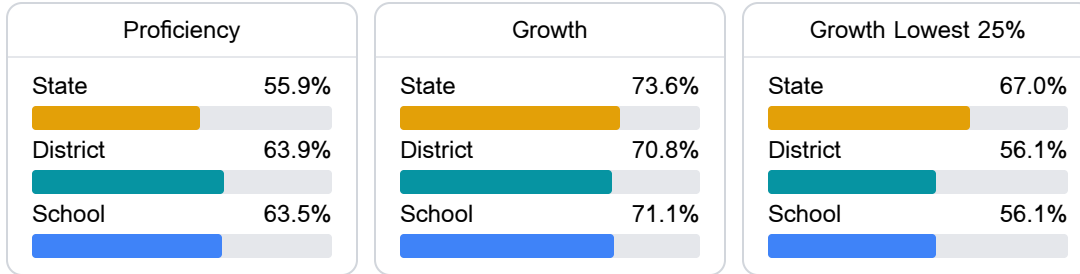 Proficiency
State 55.9%
District 63.9%
School 63.5%
Growth
State 73.6%
District 70.8%
School 71.1%
Growth Lowest 25%
State 67.0%
District 56.1%
School 56.1%